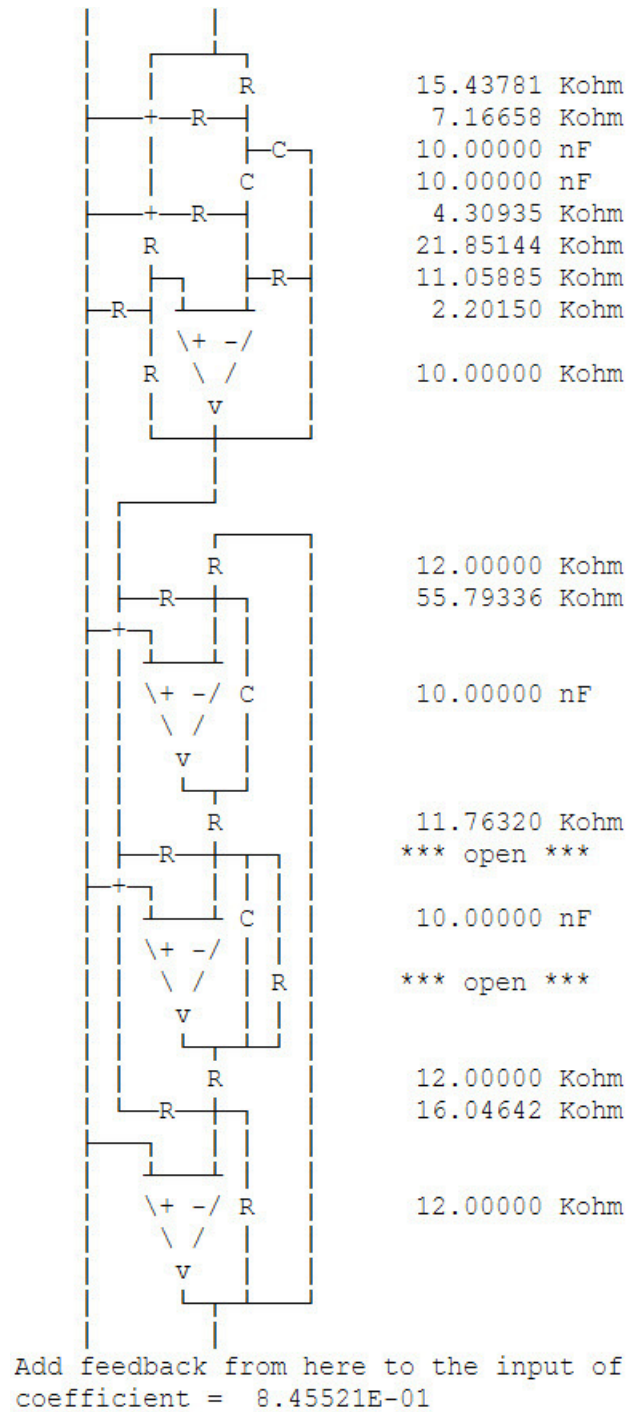 R 15.43781 Kohm
+ R 7.16658 Kohm
C 10.00000 nF
C 10.00000 nF
+ R 4.30935 Kohm
R 21.85144 Kohm
R 11.05885 Kohm
R 2.20150 Kohm
\+ -/
R \ / 10.00000 Kohm
v
R 12.00000 Kohm
R 55.79336 Kohm
+
\+ -/ C 10.00000 nF
\ /
v
R 11.76320 Kohm
R *** open ***
+
C 10.00000 nF
\+ -/
\ / R *** open ***
v
R 12.00000 Kohm
R 16.04642 Kohm
\+ -/ R 12.00000 Kohm
\ /
v
Add feedback from here to the input of
coefficient = 8.45521E-01